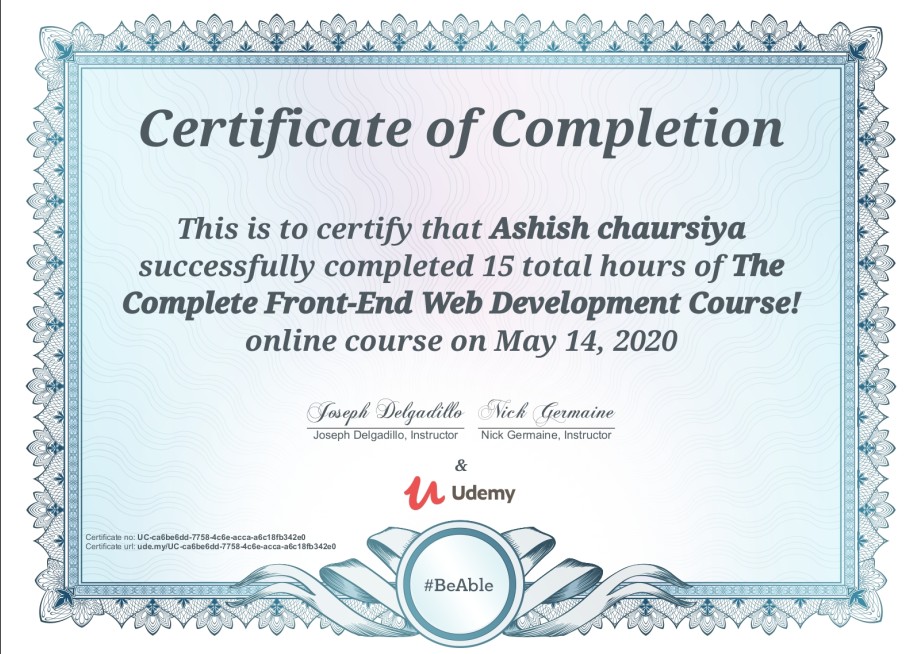 Certificate of Completion
This is to certify that Ashish chaursiya
successfully completed 15 total hours of The
Complete Front-End Web Development Course!
online course on May 14, 2020
Joseph Delgadillo Nick Germaine
Joseph Delgadillo, Instructor Nick Germaine, Instructor
&
Udemy
Certificate no: UC-ca6be6dd-7758-4c6e-acca-a6c18fb342e0
Certificate url: ude.my/UC-ca6be6dd-7758-4c6e-acca-a6c18fb342e0
#BeAble